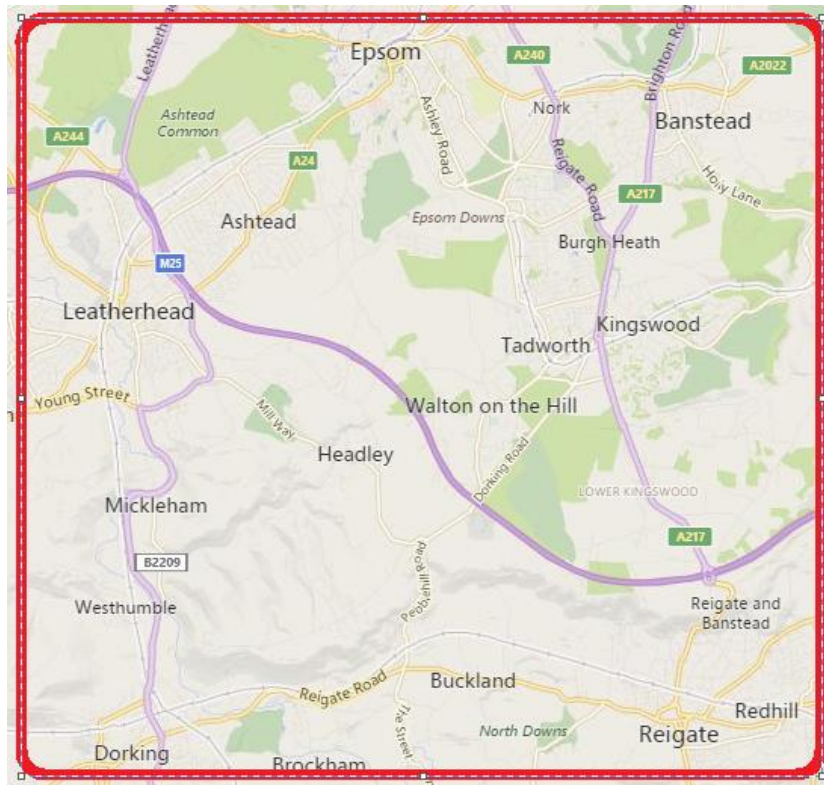 Leatherhead
Epsom
A240
Brighton Road
A2022
Ashtead
Common
Ashley Road
Nork
Banstead
A244
A24
Reigate Road
A217
Holly Lane
Ashtead
Epsom Downs
Burgh Heath
M25
Leatherhead
Kingswood
Tadworth
Young Street
Mill Way
Walton on the Hill
Headley
Dorking Road
LOWER KINGSWOOD
Mickleham
A217
B2209
Pebblehill Road
Westhumble
Reigate and
Banstead
Buckland
Reigate Road
The Street
North Downs
Redhill
Reigate
Dorking
Brockham